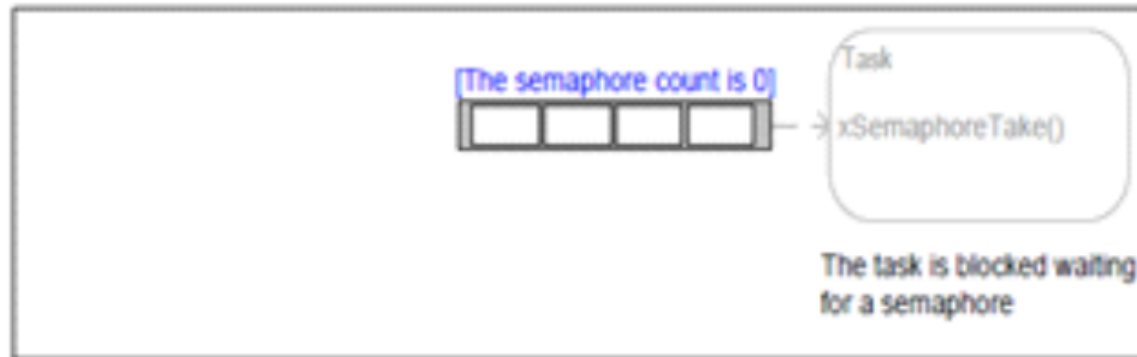 Task
[The semaphore count is 0]
xSemaphoreTake()
The task is blocked waiting
for a semaphore